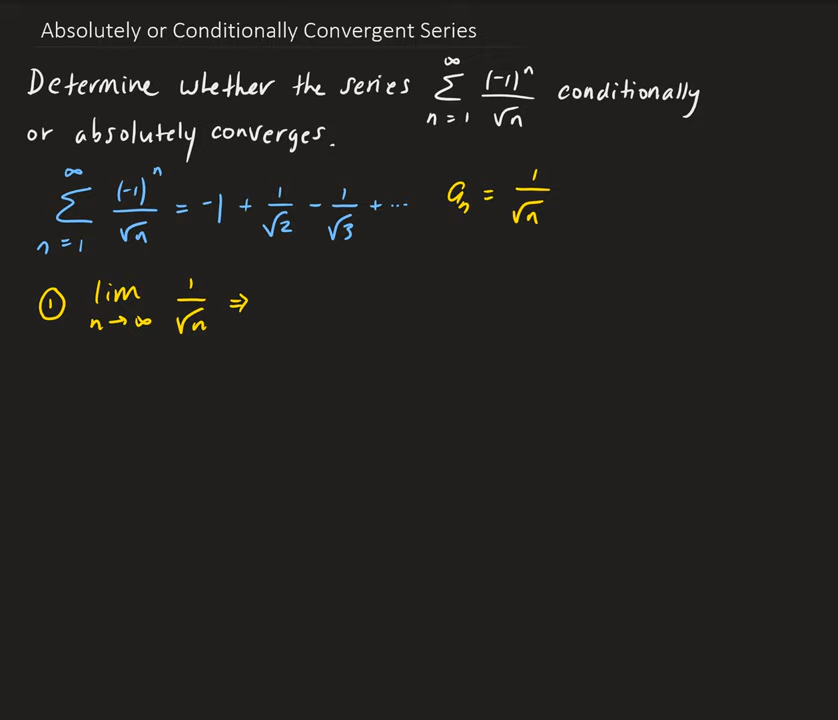 Absolutely or Conditionally Convergent Series
Determine whether the series ∑_{n=1}^{∞} (-1)^n/√n conditionally
or absolutely converges.
∑_{n=1}^{∞} (-1)^n/√n = -1 + 1/√2 - 1/√3 + ··· a_n = 1/√n
① lim_{n→∞} 1/√n ⇒